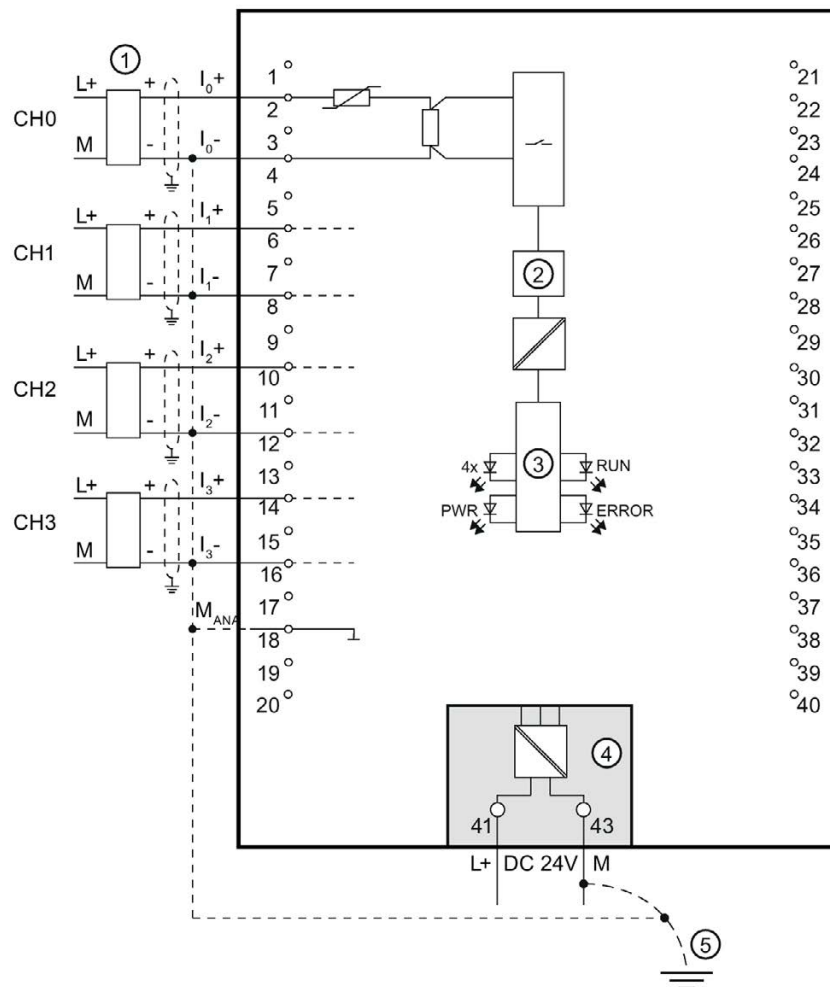 ①
L+ + I₀+ 1 21
CH0 2 22
M - I₀- 3 23
4 24
L+ + I₁+ 5 25
6 26
CH1 7 27
M - I₁- 8 28
②
L+ + I₂+ 9 29
10 30
CH2 11 31
M - I₂- 12 32
L+ + I₃+ 13 33
4x ③ RUN
14 34
CH3 PWR ERROR
M - I₃- 15 35
16 36
M_ANA 17 37
18 38
19 39
20 40
④
41 43
L+ DC 24V M
⑤